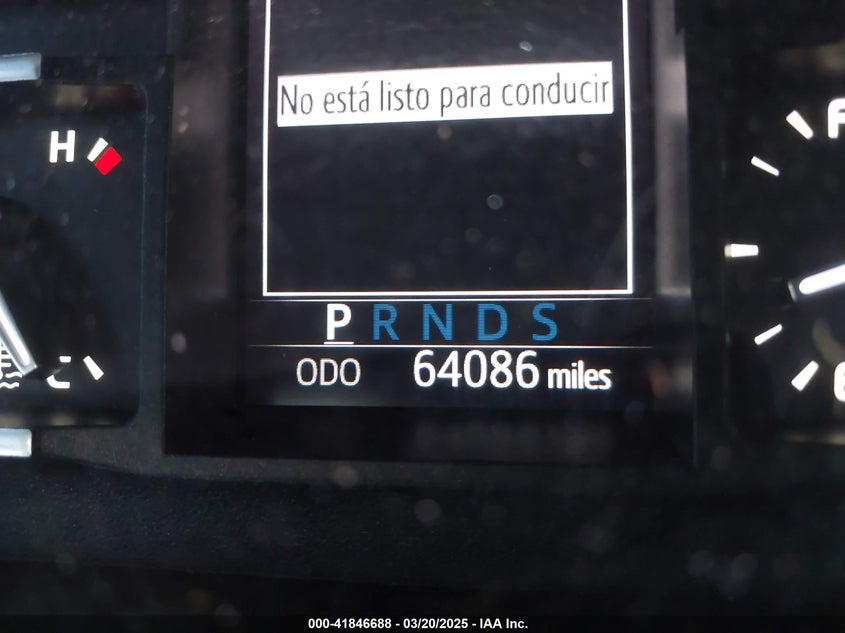 No está listo para conducir
H
P R N D S
ODO 64086 miles
000-41846688 - 03/20/2025 - IAA Inc.